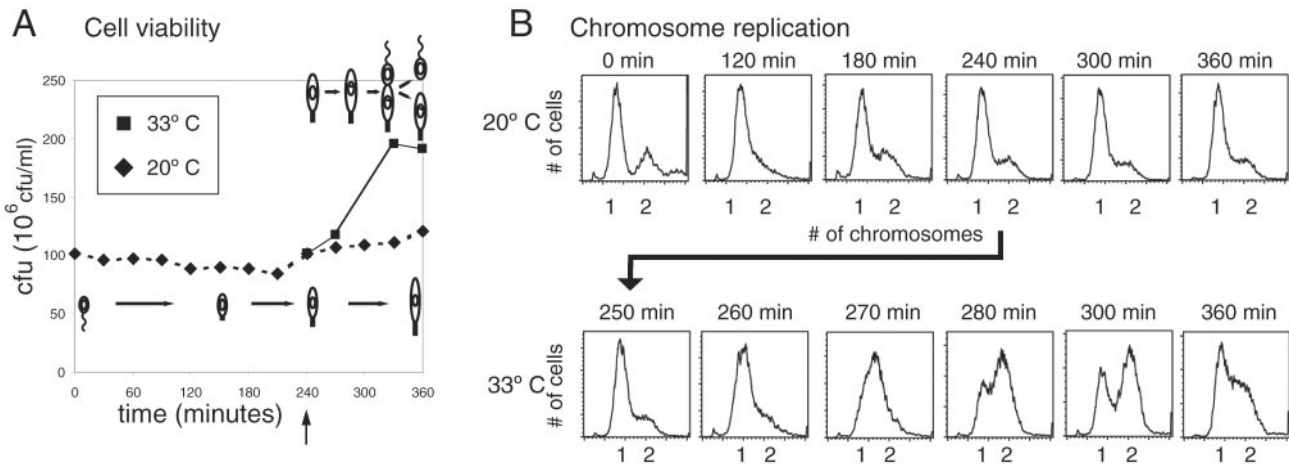 A Cell viability
cfu (10⁶ cfu/ml)
250
200
150
100
50
0
33° C
20° C
0 60 120 180 240 300 360
time (minutes)
B Chromosome replication
0 min 120 min 180 min 240 min 300 min 360 min
20° C
# of cells
1 2 1 2 1 2 1 2 1 2 1 2
# of chromosomes
250 min 260 min 270 min 280 min 300 min 360 min
33° C
# of cells
1 2 1 2 1 2 1 2 1 2 1 2